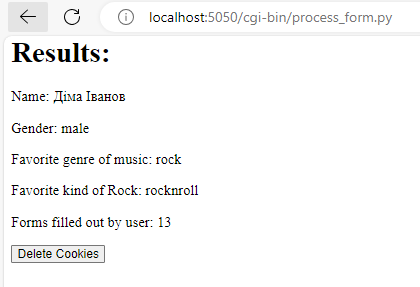 localhost:5050/cgi-bin/process_form.py
Results:
Name: Діма Іванов
Gender: male
Favorite genre of music: rock
Favorite kind of Rock: rocknroll
Forms filled out by user: 13
Delete Cookies